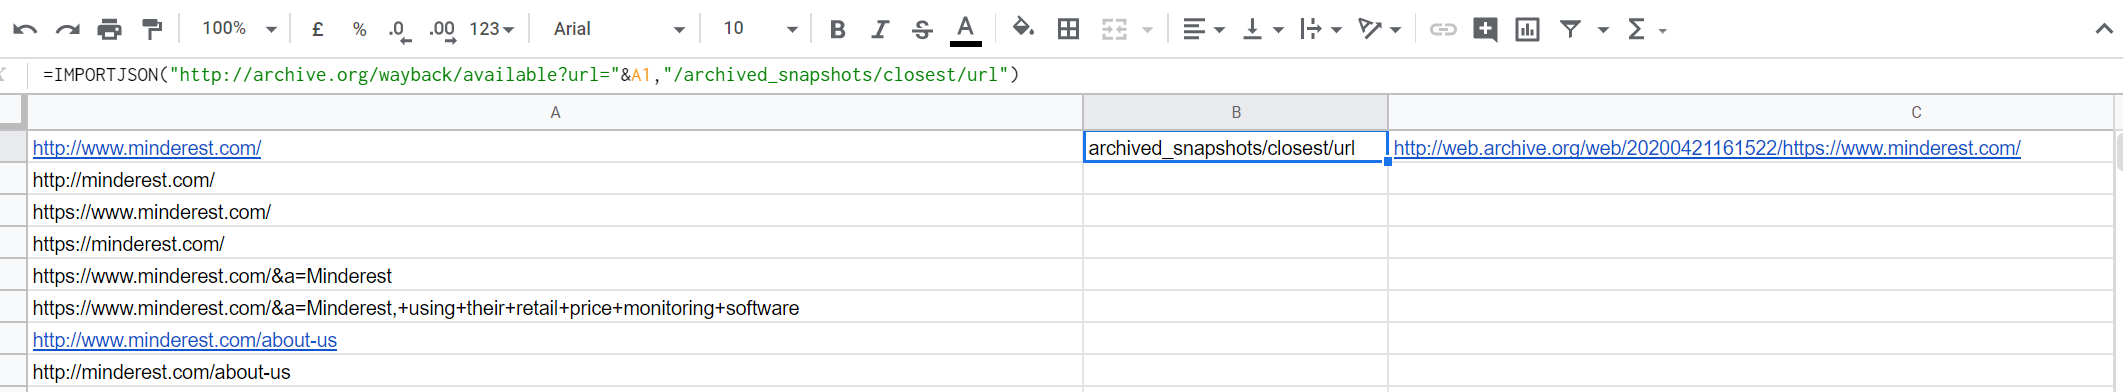 100% £ % .0 .00 123 Arial 10 B I S A Σ
=IMPORTJSON("http://archive.org/wayback/available?url="&A1,"/archived_snapshots/closest/url")
A B C
http://www.minderest.com/ archived_snapshots/closest/url http://web.archive.org/web/20200421161522/https://www.minderest.com/
http://minderest.com/
https://www.minderest.com/
https://minderest.com/
https://www.minderest.com/&a=Minderest
https://www.minderest.com/&a=Minderest,+using+their+retail+price+monitoring+software
http://www.minderest.com/about-us
http://minderest.com/about-us